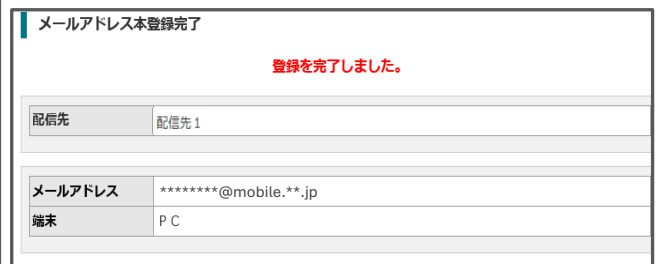 メールアドレス本登録完了
登録を完了しました。
配信先 配信先１
メールアドレス ********@mobile.**.jp
端末 ＰＣ